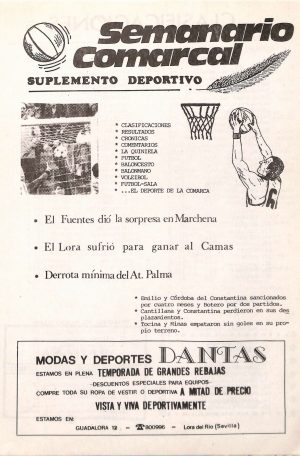 Semanario
Comarcal
SUPLEMENTO DEPORTIVO
* CLASIFICACIONES
* RESULTADOS
* CRONICAS
* COMENTARIOS
* LA QUINIELA
* FUTBOL
* BALONCESTO
* BALONMANO
* VOLEIBOL
* FUTBOL-SALA
* ...EL DEPORTE DE LA COMARCA
• El Fuentes dió la sorpresa en Marchena
• El Lora sufrió para ganar al Camas
• Derrota mínima del At. Palma
* Emilio y Córdoba del Constantina sancionados
por cuatro meses y Botero por dos partidos.
* Cantillana y Constantina perdieron en sus des
plazamientos.
* Tocina y Minas empataron sin goles en su pro
pio terreno.
MODAS Y DEPORTES DANTAS
ESTAMOS EN PLENA TEMPORADA DE GRANDES REBAJAS
-DESCUENTOS ESPECIALES PARA EQUIPOS-
COMPRE TODA SU ROPA DE VESTIR O DEPORTIVA A MITAD DE PRECIO
VISTA Y VIVA DEPORTIVAMENTE
ESTAMOS EN:
GUADALORA 12 - ☎ 800996 - Lora del Río (Sevilla)